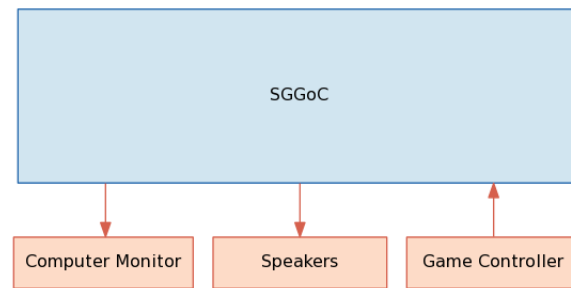 SGGoC
Computer Monitor
Speakers
Game Controller